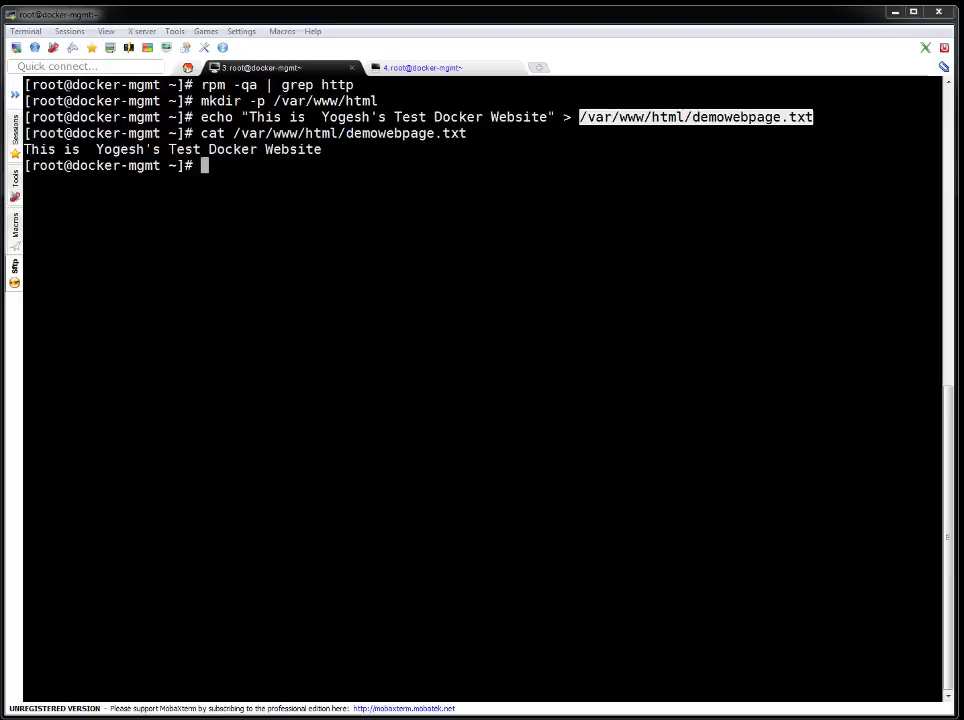 root@docker-mgmt:~
Terminal Sessions View X server Tools Games Settings Macros Help
Quick connect...
3. root@docker-mgmt~
4. root@docker-mgmt~
[root@docker-mgmt ~]# rpm -qa | grep http
[root@docker-mgmt ~]# mkdir -p /var/www/html
[root@docker-mgmt ~]# echo "This is  Yogesh's Test Docker Website" > /var/www/html/demowebpage.txt
[root@docker-mgmt ~]# cat /var/www/html/demowebpage.txt
This is  Yogesh's Test Docker Website
[root@docker-mgmt ~]#
Sessions
Tools
Macros
Sftp
UNREGISTERED VERSION - Please support MobaXterm by subscribing to the professional edition here: http://mobaxterm.mobatek.net